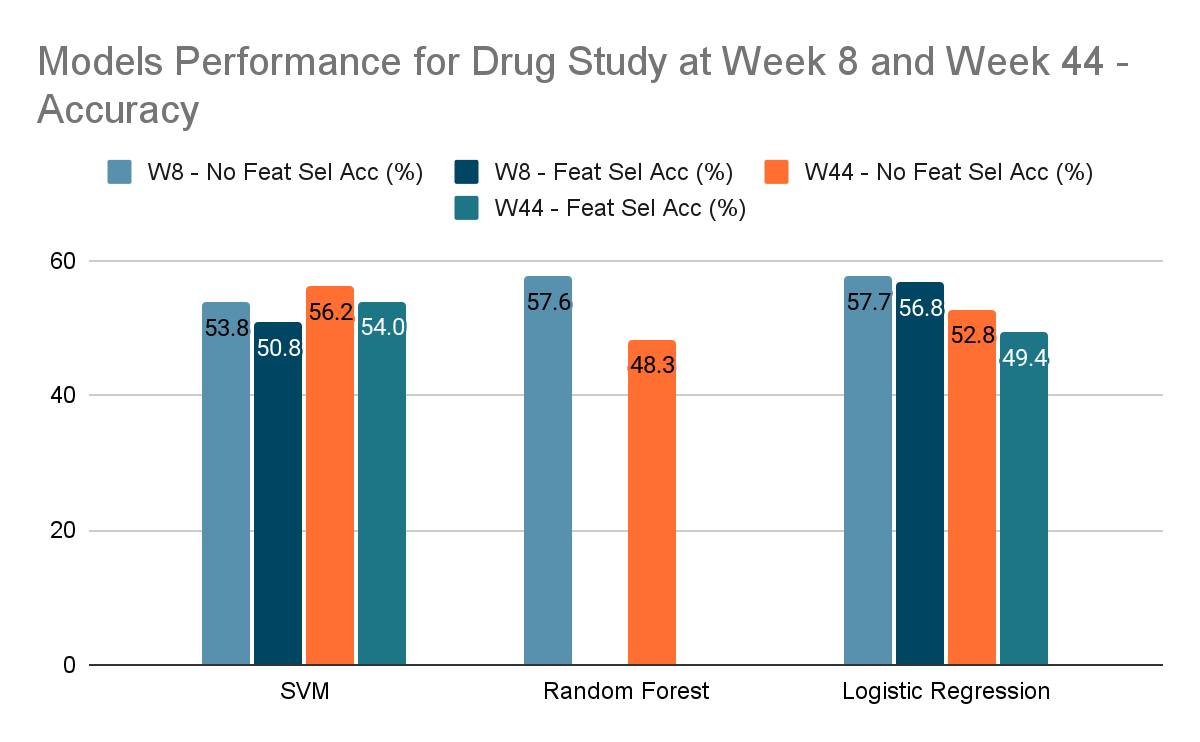 Models Performance for Drug Study at Week 8 and Week 44 -
Accuracy
W8 - No Feat Sel Acc (%) W8 - Feat Sel Acc (%) W44 - No Feat Sel Acc (%)
W44 - Feat Sel Acc (%)
60
40
20
0
53.8 50.8 56.2 54.0
57.6 48.3
57.7 56.8 52.8 49.4
SVM Random Forest Logistic Regression